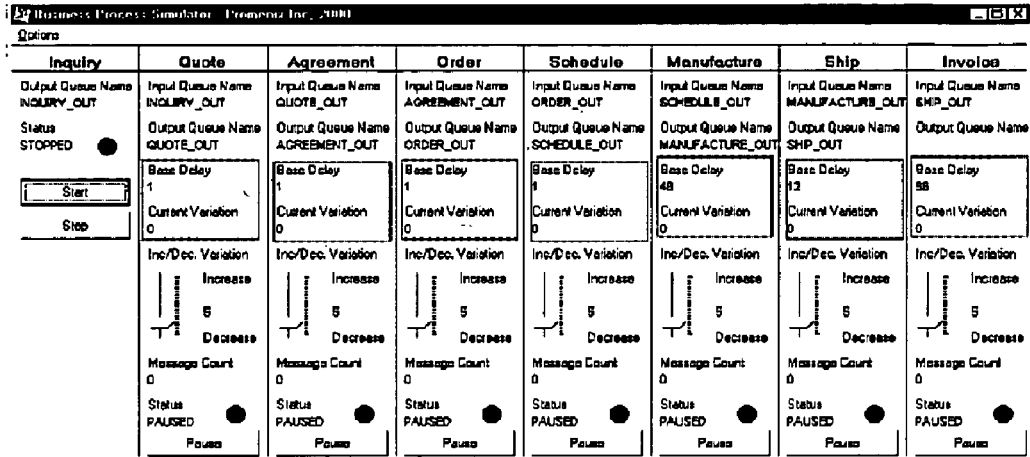 Business Process Simulator - Promenix Inc, 2000
Options
Inquiry
Output Queue Name
INQUIRY_OUT
Status
STOPPED
Start
Stop
Quote
Input Queue Name
INQUIRY_OUT
Output Queue Name
QUOTE_OUT
Base Delay
1
Current Variation
0
Inc/Dec. Variation
Increase
5
Decrease
Message Count
0
Status
PAUSED
Pause
Agreement
Input Queue Name
QUOTE_OUT
Output Queue Name
AGREEMENT_OUT
Base Delay
1
Current Variation
0
Inc/Dec. Variation
Increase
5
Decrease
Message Count
0
Status
PAUSED
Pause
Order
Input Queue Name
AGREEMENT_OUT
Output Queue Name
ORDER_OUT
Base Delay
1
Current Variation
0
Inc/Dec. Variation
Increase
5
Decrease
Message Count
0
Status
PAUSED
Pause
Schedule
Input Queue Name
ORDER_OUT
Output Queue Name
SCHEDULE_OUT
Base Delay
1
Current Variation
0
Inc/Dec. Variation
Increase
5
Decrease
Message Count
0
Status
PAUSED
Pause
Manufacture
Input Queue Name
SCHEDULE_OUT
Output Queue Name
MANUFACTURE_OUT
Base Delay
48
Current Variation
0
Inc/Dec. Variation
Increase
5
Decrease
Message Count
0
Status
PAUSED
Pause
Ship
Input Queue Name
MANUFACTURE_OUT
Output Queue Name
SHIP_OUT
Base Delay
12
Current Variation
0
Inc/Dec. Variation
Increase
5
Decrease
Message Count
0
Status
PAUSED
Pause
Invoice
Input Queue Name
SHIP_OUT
Output Queue Name
Base Delay
Current Variation
0
Inc/Dec. Variation
Increase
5
Decrease
Message Count
0
Status
PAUSED
Pause